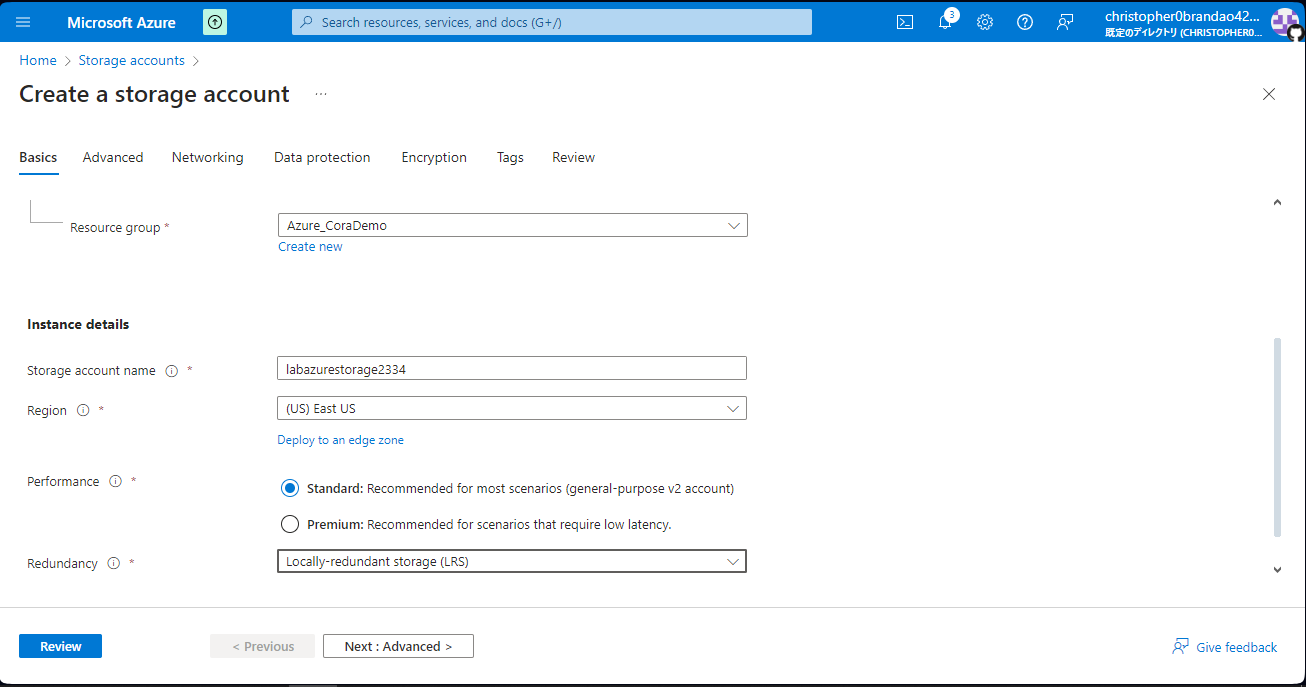 Microsoft Azure
Search resources, services, and docs (G+/)
3
christopher0brandao42...
既定のディレクトリ (CHRISTOPHER0...
Home > Storage accounts >
Create a storage account ...
Basics Advanced Networking Data protection Encryption Tags Review
Resource group * Azure_CoraDemo
Create new
Instance details
Storage account name * labazurestorage2334
Region * (US) East US
Deploy to an edge zone
Performance * Standard: Recommended for most scenarios (general-purpose v2 account)
Premium: Recommended for scenarios that require low latency.
Redundancy * Locally-redundant storage (LRS)
Review < Previous Next : Advanced > Give feedback